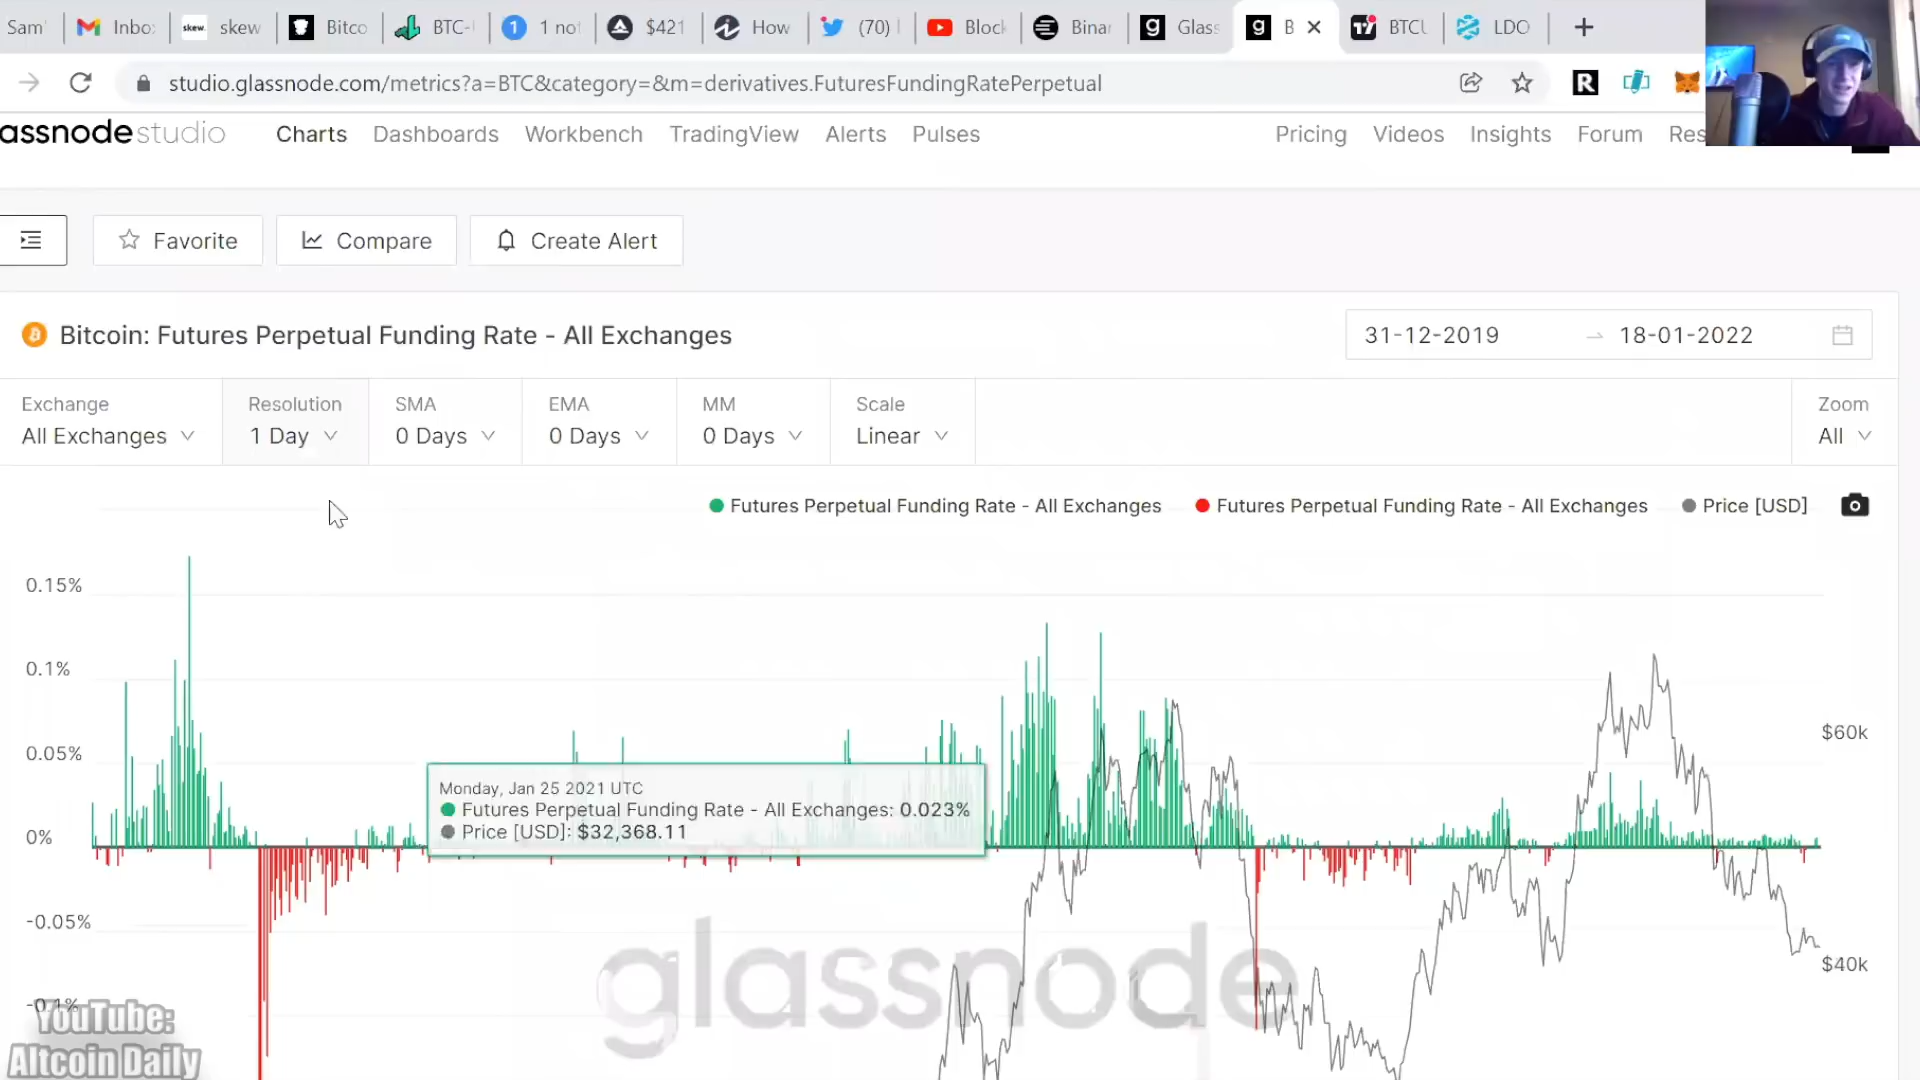 Sam
Inbo
skew. skew
Bitco
BTC-
1 1 no
$421
How
(70)
Block
Binar
g Glass
g B
BTCU
LDO
studio.glassnode.com/metrics?a=BTC&category=&m=derivatives.FuturesFundingRatePerpetual
R
assnodestudio
Charts Dashboards Workbench TradingView Alerts Pulses
Pricing Videos Insights Forum Res
Favorite Compare Create Alert
Bitcoin: Futures Perpetual Funding Rate - All Exchanges
31-12-2019 → 18-01-2022
Exchange Resolution SMA EMA MM Scale Zoom
All Exchanges 1 Day 0 Days 0 Days 0 Days Linear All
Futures Perpetual Funding Rate - All Exchanges Futures Perpetual Funding Rate - All Exchanges Price [USD]
0.15%
0.1%
0.05%
0%
-0.05%
-0.1%
$60k
$40k
Monday, Jan 25 2021 UTC
Futures Perpetual Funding Rate - All Exchanges: 0.023%
Price [USD]: $32,368.11
glassnode
YouTube:
Altcoin Daily